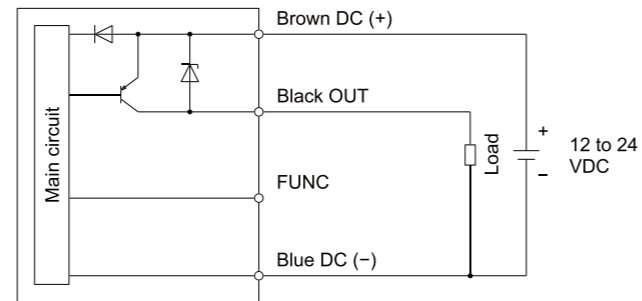 Brown DC (+)
Main circuit
Black OUT
Load
+
12 to 24
VDC
−
FUNC
Blue DC (−)